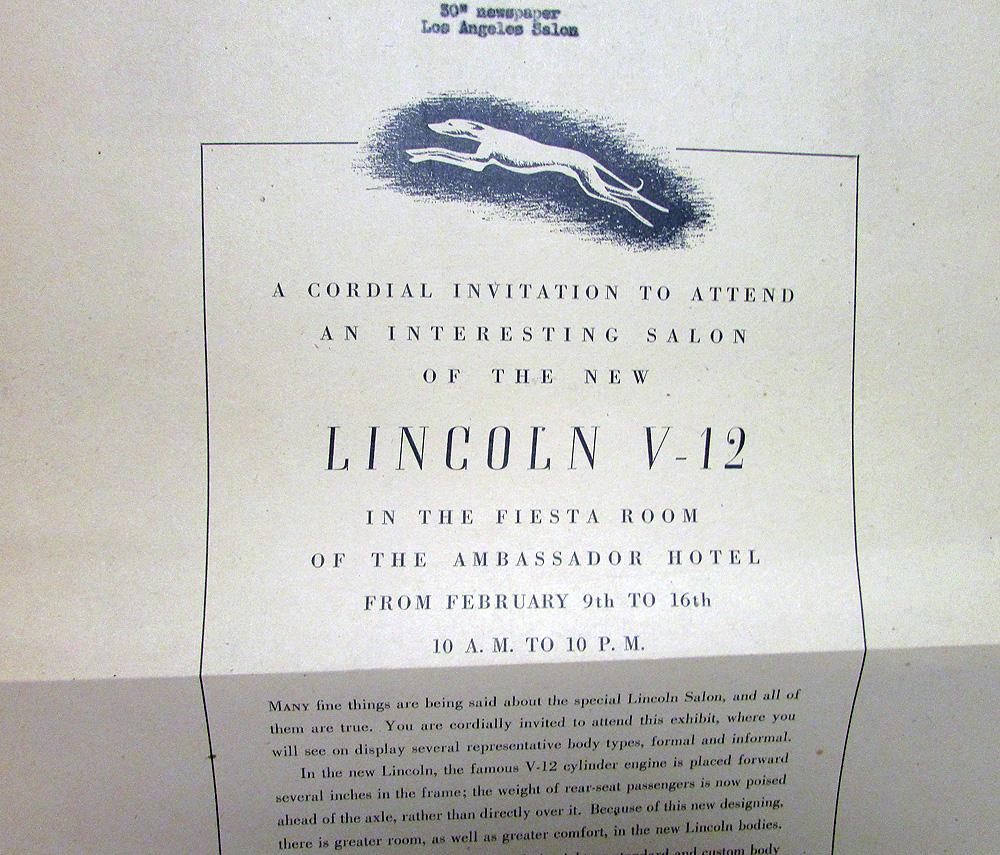 30" newspaper
Los Angeles Salon
A CORDIAL INVITATION TO ATTEND
AN INTERESTING SALON
OF THE NEW
LINCOLN V-12
IN THE FIESTA ROOM
OF THE AMBASSADOR HOTEL
FROM FEBRUARY 9th TO 16th
10 A. M. TO 10 P. M.
MANY fine things are being said about the special Lincoln Salon, and all of
them are true. You are cordially invited to attend this exhibit, where you
will see on display several representative body types, formal and informal.
In the new Lincoln, the famous V-12 cylinder engine is placed forward
several inches in the frame; the weight of rear-seat passengers is now poised
ahead of the axle, rather than directly over it. Because of this new designing,
there is greater room, as well as greater comfort, in the new Lincoln bodies.
and custom body